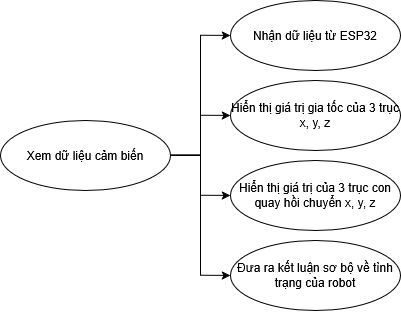 Nhận dữ liệu từ ESP32
Hiển thị giá trị gia tốc của 3 trục
x, y, z
Xem dữ liệu cảm biến
Hiển thị giá trị của 3 trục con
quay hồi chuyển x, y, z
Đưa ra kết luận sơ bộ về tình
trạng của robot